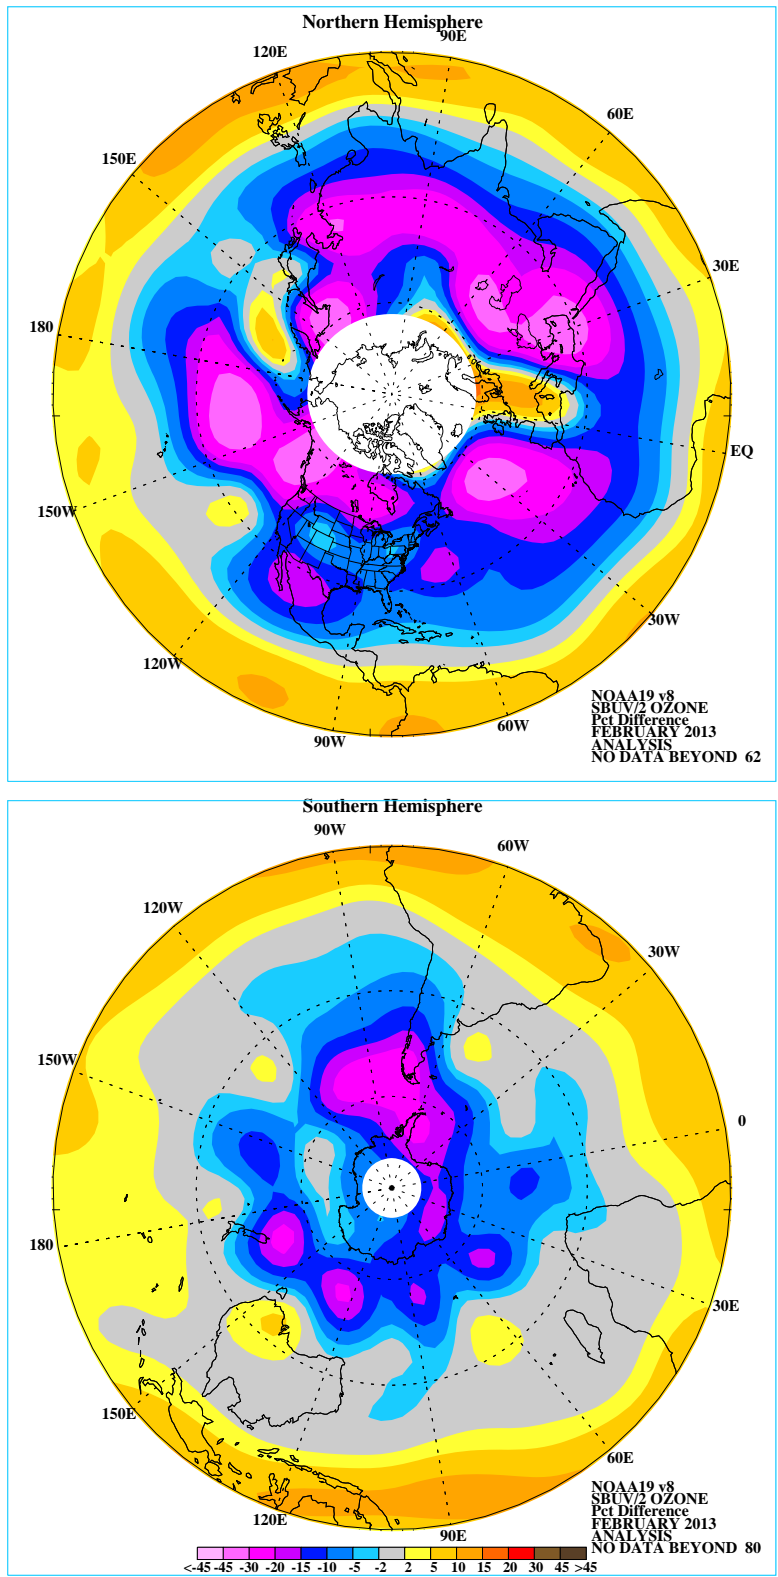 Northern Hemisphere
90E
120E
60E
150E
30E
180
EQ
150W
30W
120W
60W
90W
NOAA19 v8
SBUV/2 OZONE
Pct Difference
FEBRUARY 2013
ANALYSIS
NO DATA BEYOND 62
Southern Hemisphere
90W
60W
120W
30W
150W
0
180
30E
150E
60E
120E
90E
NOAA19 v8
SBUV/2 OZONE
Pct Difference
FEBRUARY 2013
ANALYSIS
NO DATA BEYOND 80
<-45 -45 -30 -20 -15 -10 -5 -2 2 5 10 15 20 30 45 >45